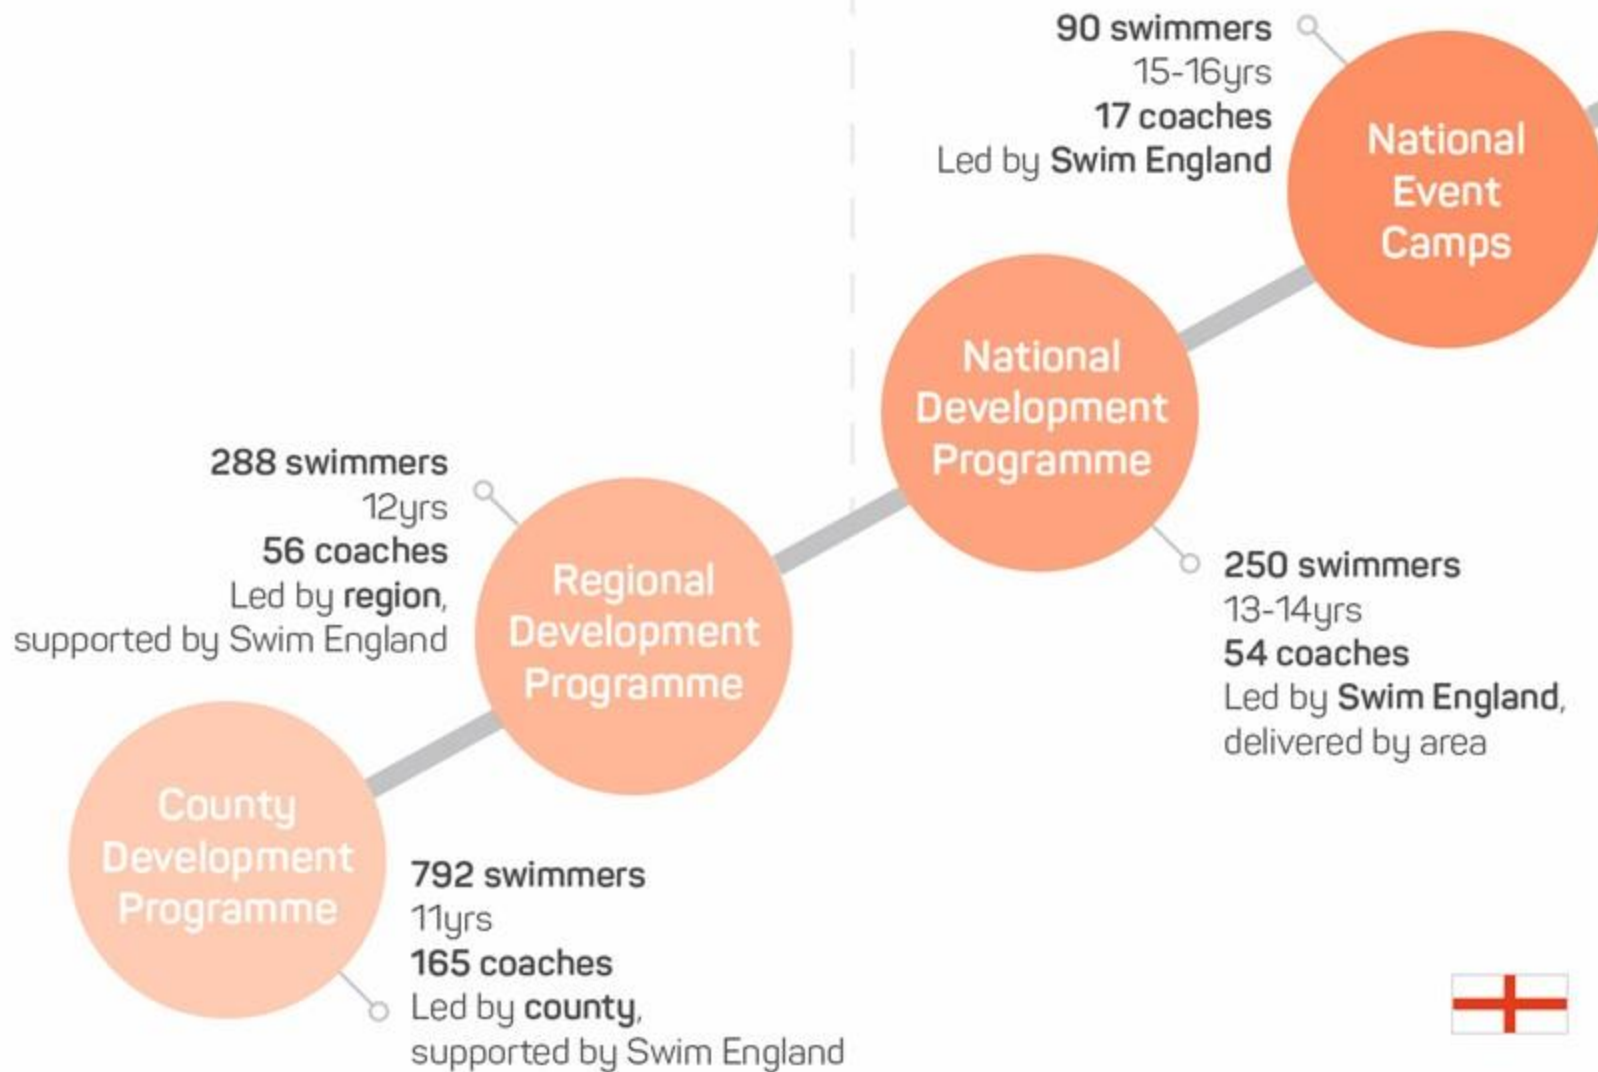 90 swimmers
15-16yrs
17 coaches
Led by Swim England
National
Event
Camps
National
Development
Programme
250 swimmers
13-14yrs
54 coaches
Led by Swim England,
delivered by area
288 swimmers
12yrs
56 coaches
Led by region,
supported by Swim England
Regional
Development
Programme
County
Development
Programme
792 swimmers
11yrs
165 coaches
Led by county,
supported by Swim England